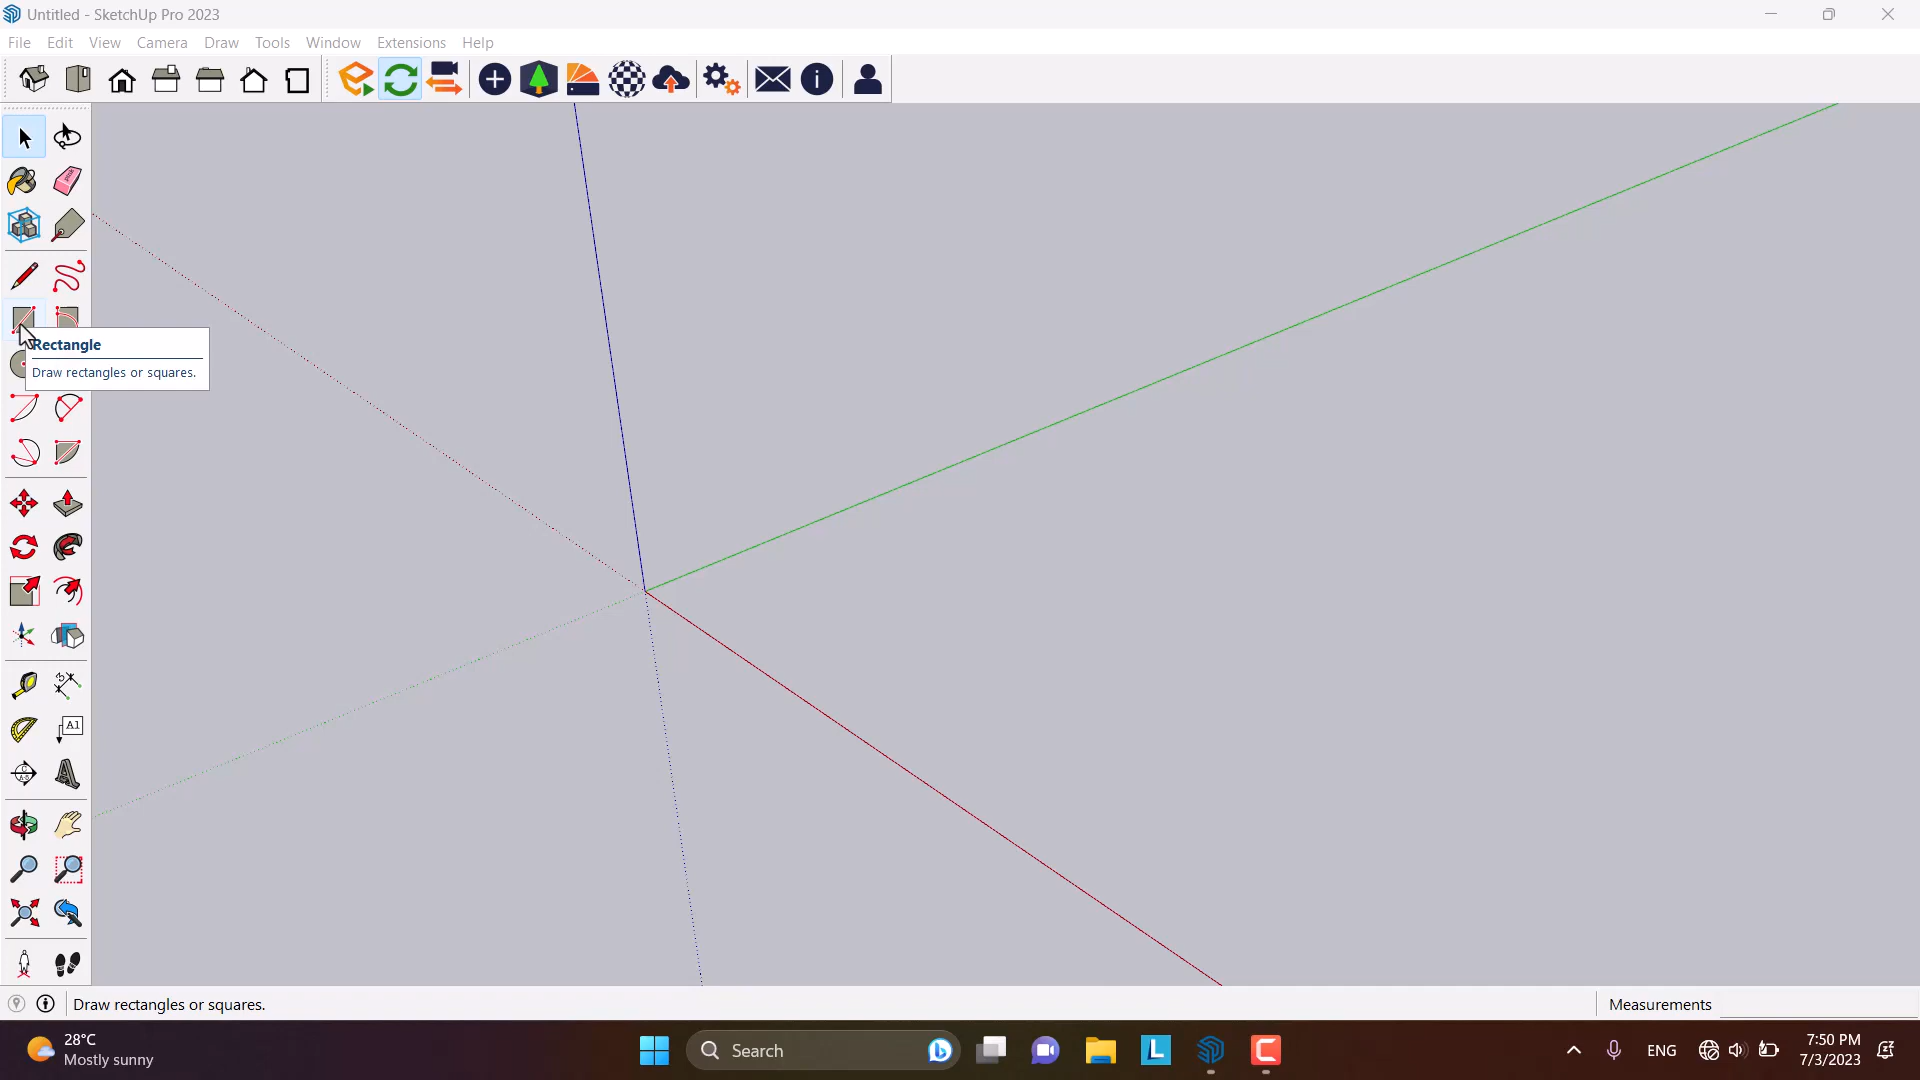 Untitled - SketchUp Pro 2023
File Edit View Camera Draw Tools Window Extensions Help
Rectangle
Draw rectangles or squares.
A1
Draw rectangles or squares.
Measurements
28°C
Mostly sunny
Search
L
C
ENG
7:50 PM
7/3/2023